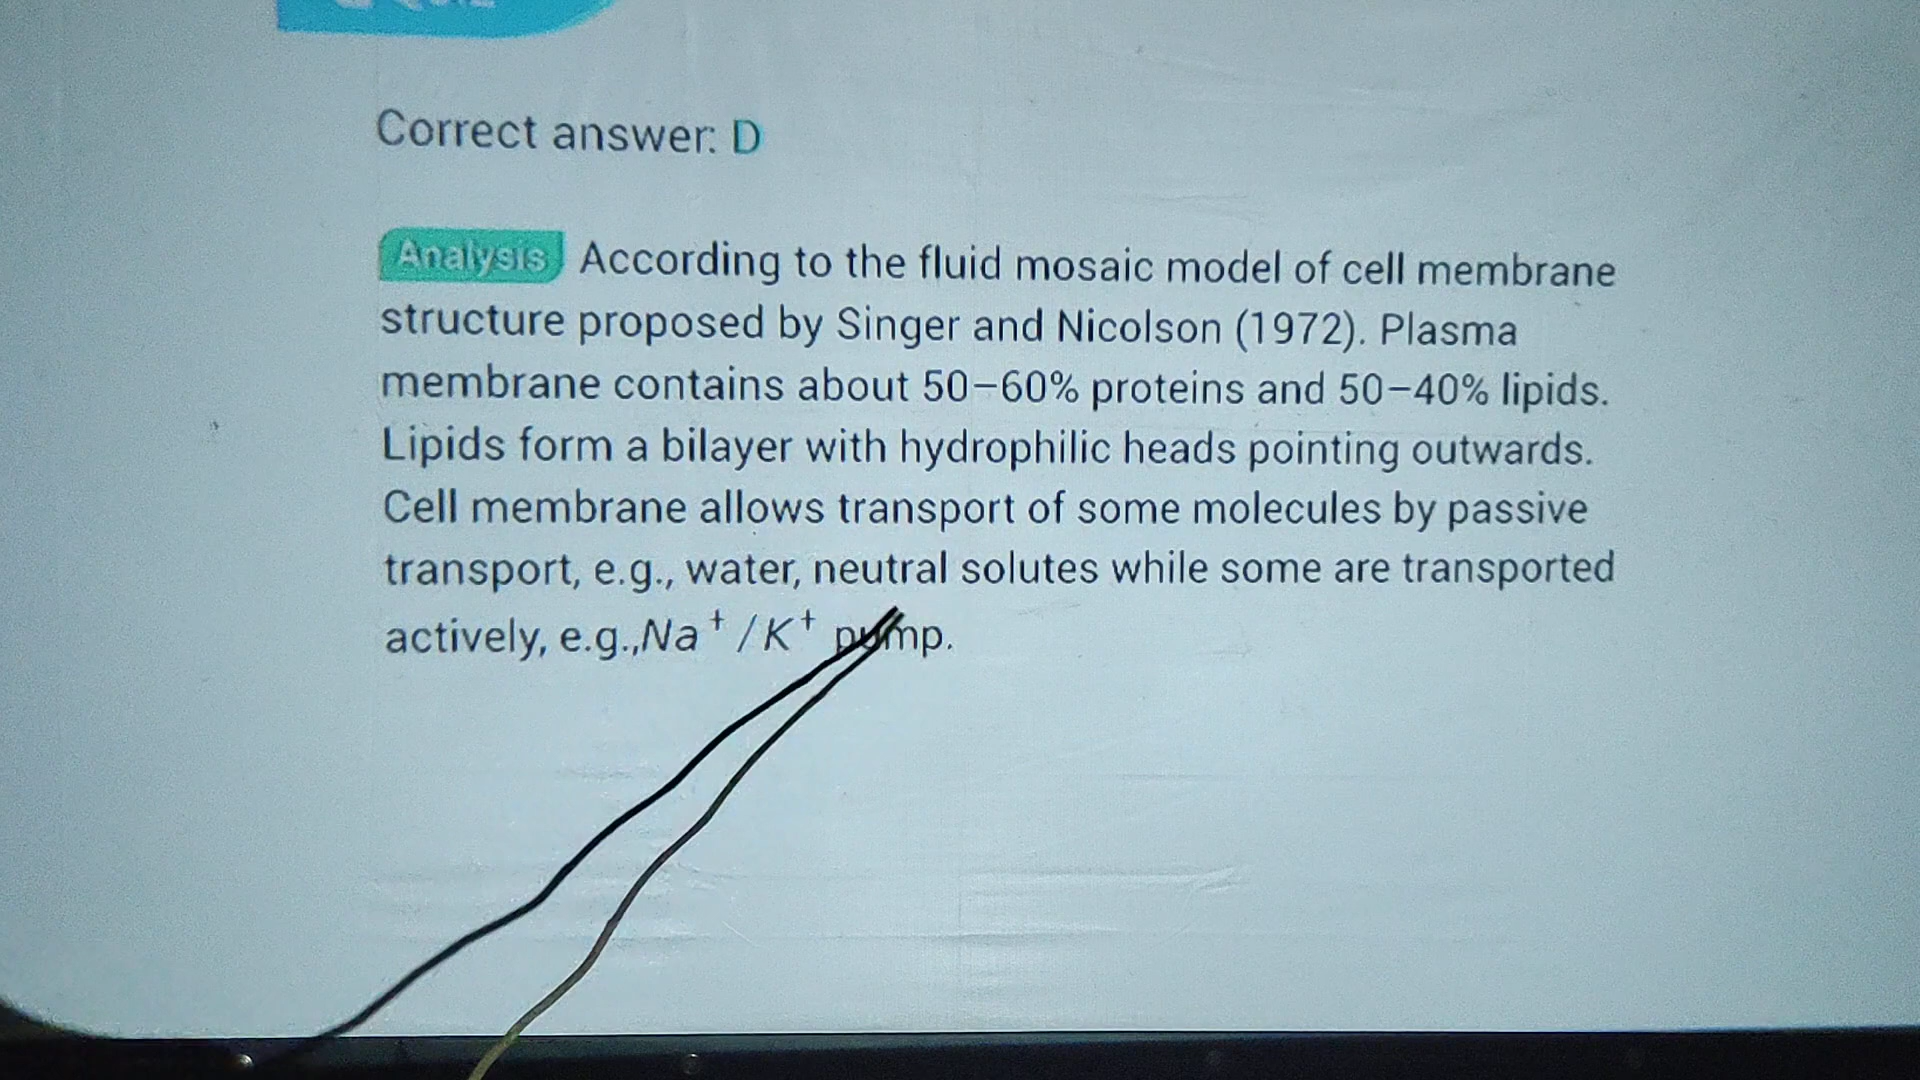 Correct answer: D
Analysis According to the fluid mosaic model of cell membrane
structure proposed by Singer and Nicolson (1972). Plasma
membrane contains about 50–60% proteins and 50–40% lipids.
Lipids form a bilayer with hydrophilic heads pointing outwards.
Cell membrane allows transport of some molecules by passive
transport, e.g., water, neutral solutes while some are transported
actively, e.g.,Na⁺ /K⁺ pump.